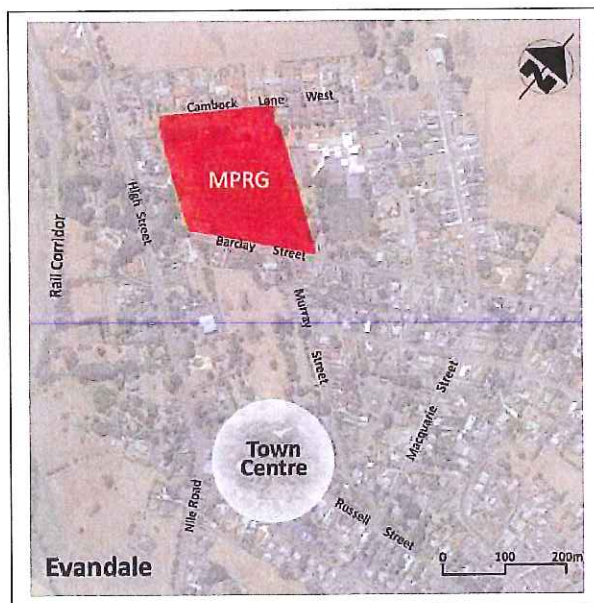 Cambock Lane West
MPRG
High Street
Rail Corridor
Barclay Street
Murray Street
Macquarie Street
Town
Centre
Nile Road
Russell Street
Evandale
0 100 200m